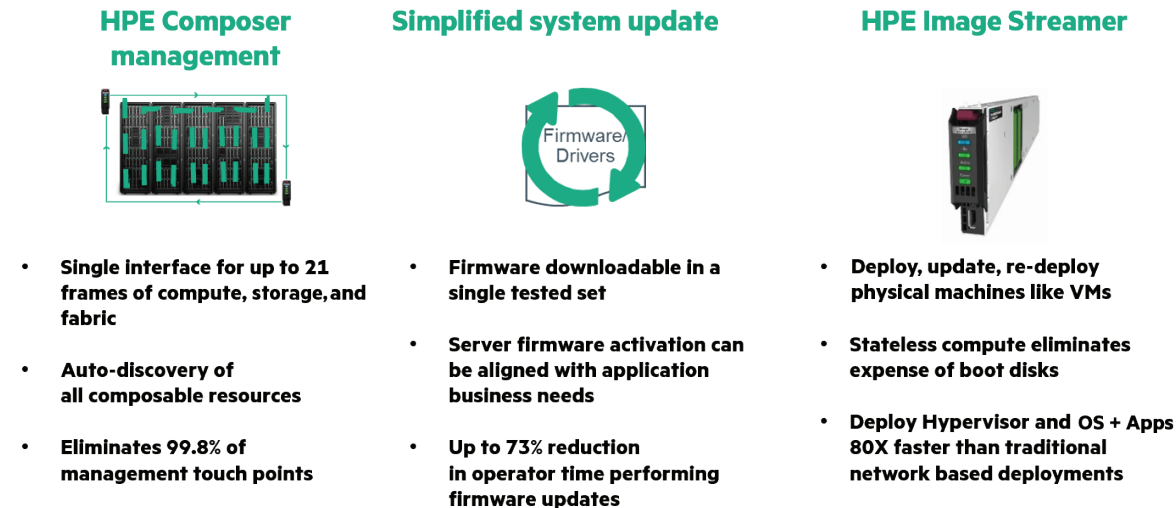 HPE Composer
management
• Single interface for up to 21
frames of compute, storage, and
fabric
• Auto-discovery of
all composable resources
• Eliminates 99.8% of
management touch points
Simplified system update
Firmware/
Drivers
• Firmware downloadable in a
single tested set
• Server firmware activation can
be aligned with application
business needs
• Up to 73% reduction
in operator time performing
firmware updates
HPE Image Streamer
• Deploy, update, re-deploy
physical machines like VMs
• Stateless compute eliminates
expense of boot disks
• Deploy Hypervisor and OS + Apps
80X faster than traditional
network based deployments